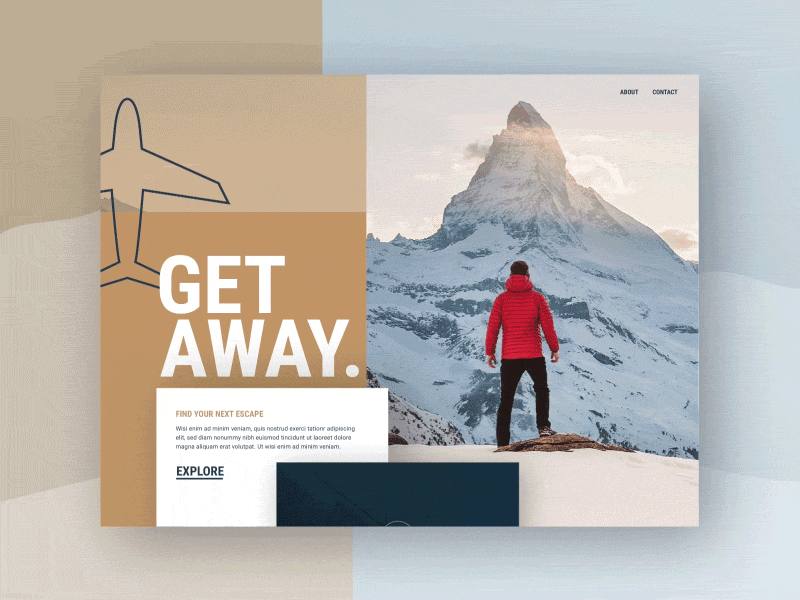 ABOUT CONTACT
GET
AWAY.
FIND YOUR NEXT ESCAPE
Wisi enim ad minim veniam, quis nostrud exerci tationr adipiscing
elit, sed diam nonummy nibh euismod tincidunt ut laoreet dolore
magna aliquam erat volutpat. Ut wisi enim ad minim veniam.
EXPLORE